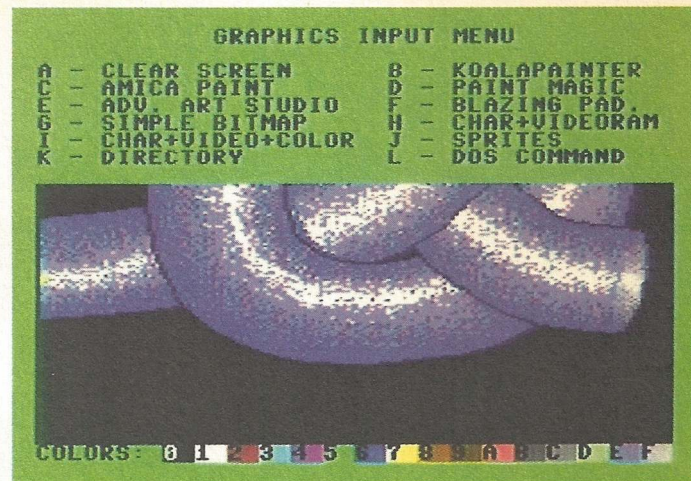 GRAPHICS INPUT MENU
A - CLEAR SCREEN B - KOALAPAINTER
C - AMICA PAINT D - PAINT MAGIC
E - ADV. ART STUDIO F - BLAZING PAD.
G - SIMPLE BITMAP H - CHAR+VIDEORAM
I - CHAR+VIDEO+COLOR J - SPRITES
K - DIRECTORY L - DOS COMMAND
COLORS: 0 1 2 3 4 5 6 7 8 9 A B C D E F